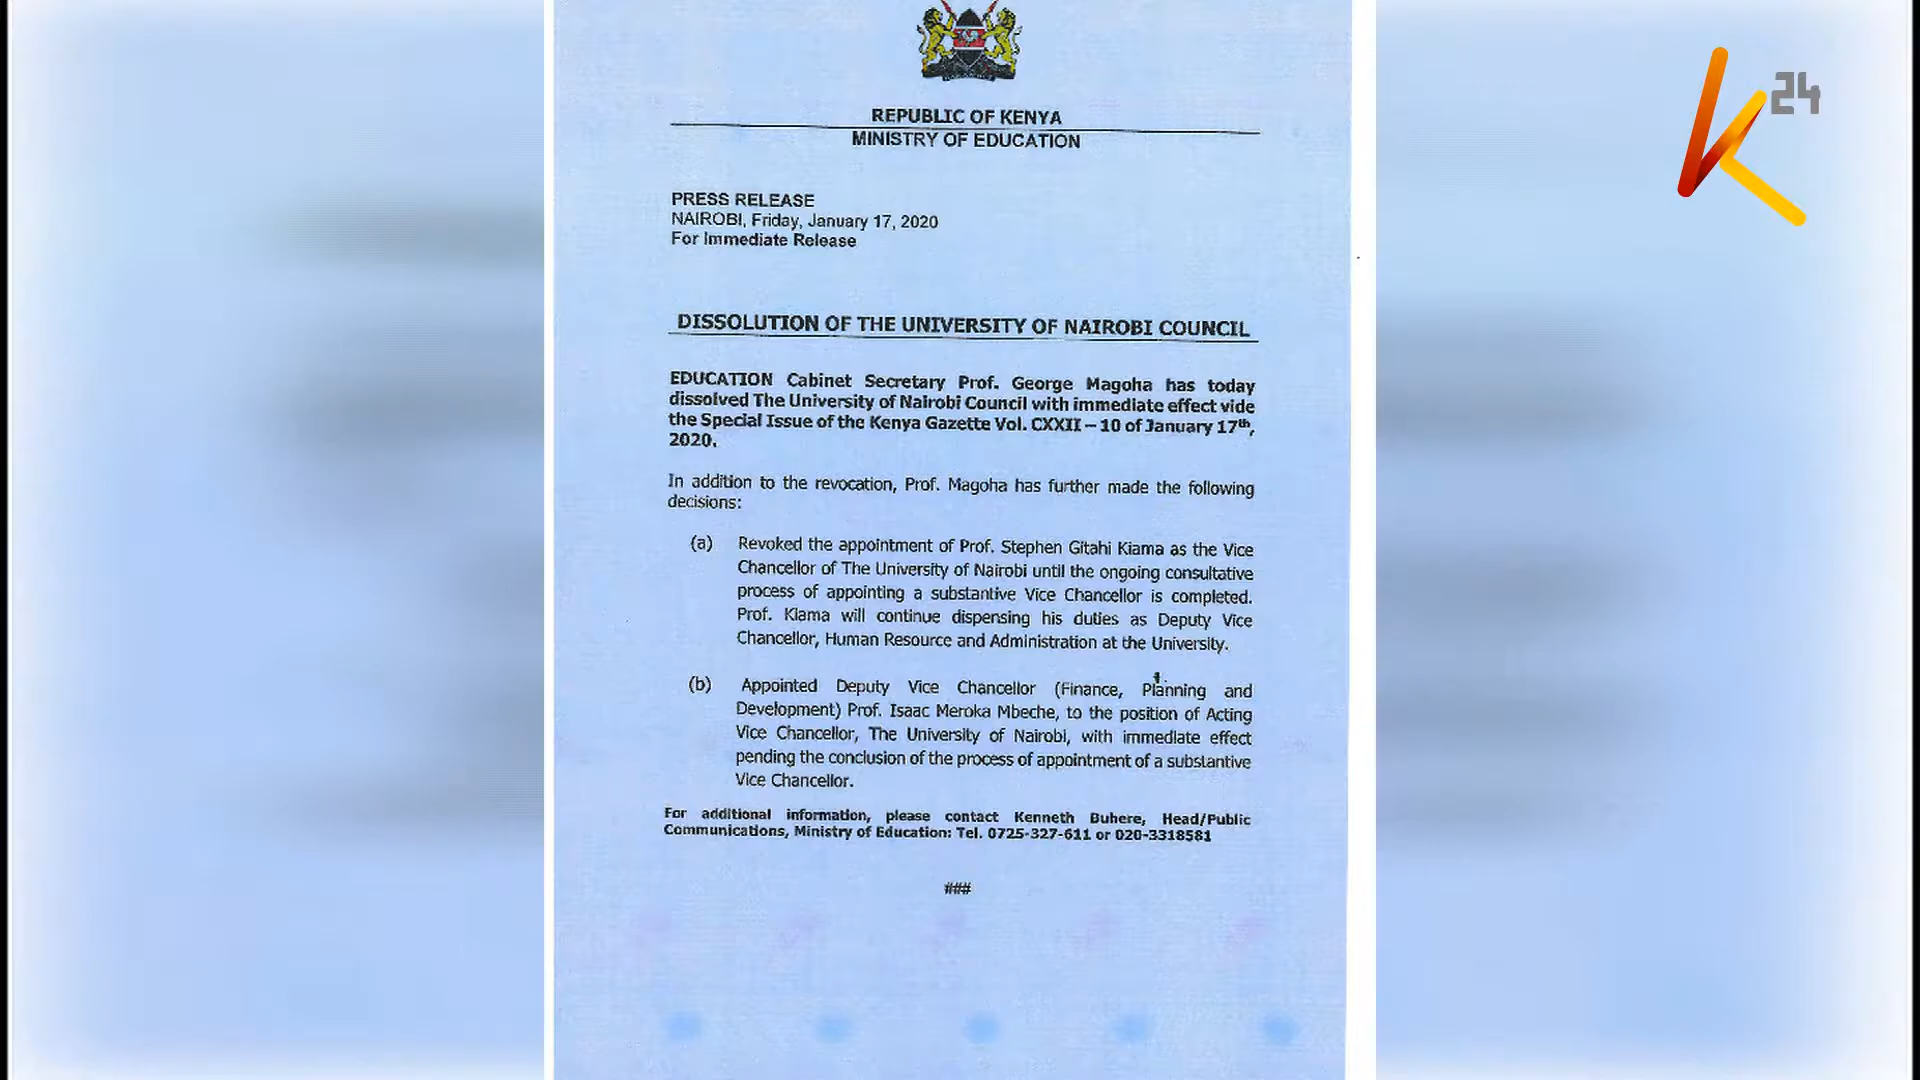 K24
REPUBLIC OF KENYA
MINISTRY OF EDUCATION
PRESS RELEASE
NAIROBI, Friday, January 17, 2020
For Immediate Release
DISSOLUTION OF THE UNIVERSITY OF NAIROBI COUNCIL
EDUCATION Cabinet Secretary Prof. George Magoha has today
dissolved The University of Nairobi Council with immediate effect vide
the Special Issue of the Kenya Gazette Vol. CXXII – 10 of January 17th,
2020.
In addition to the revocation, Prof. Magoha has further made the following
decisions:
(a) Revoked the appointment of Prof. Stephen Gitahi Kiama as the Vice
Chancellor of The University of Nairobi until the ongoing consultative
process of appointing a substantive Vice Chancellor is completed.
Prof. Kiama will continue dispensing his duties as Deputy Vice
Chancellor, Human Resource and Administration at the University.
(b) Appointed Deputy Vice Chancellor (Finance, Planning and
Development) Prof. Isaac Meroka Mbeche, to the position of Acting
Vice Chancellor, The University of Nairobi, with immediate effect
pending the conclusion of the process of appointment of a substantive
Vice Chancellor.
For additional information, please contact Kenneth Buhere, Head/Public
Communications, Ministry of Education: Tel. 0725-327-611 or 020-3318581
###